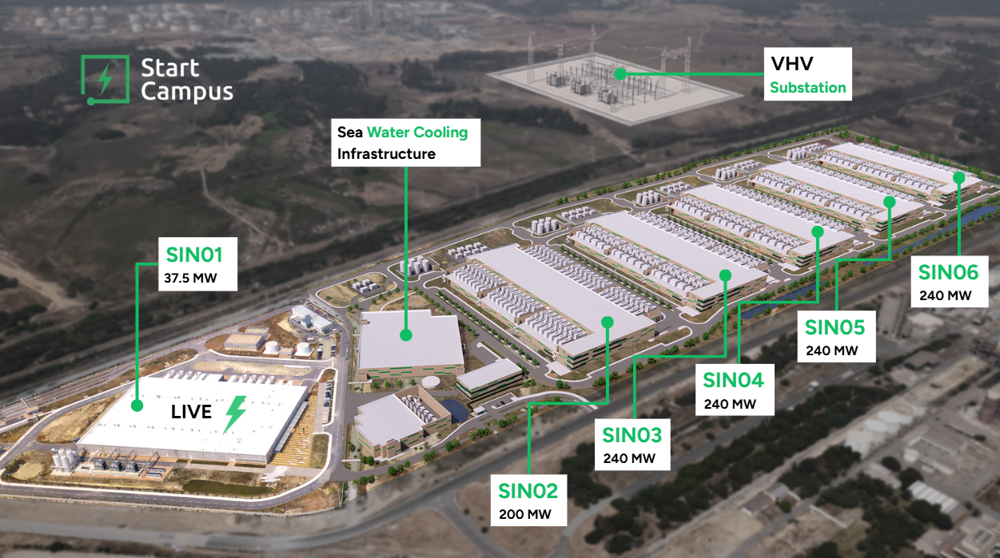 Start
Campus
VHV
Substation
Sea Water Cooling
Infrastructure
SIN01
37.5 MW
LIVE
SIN06
240 MW
SIN05
240 MW
SIN04
240 MW
SIN03
240 MW
SIN02
200 MW